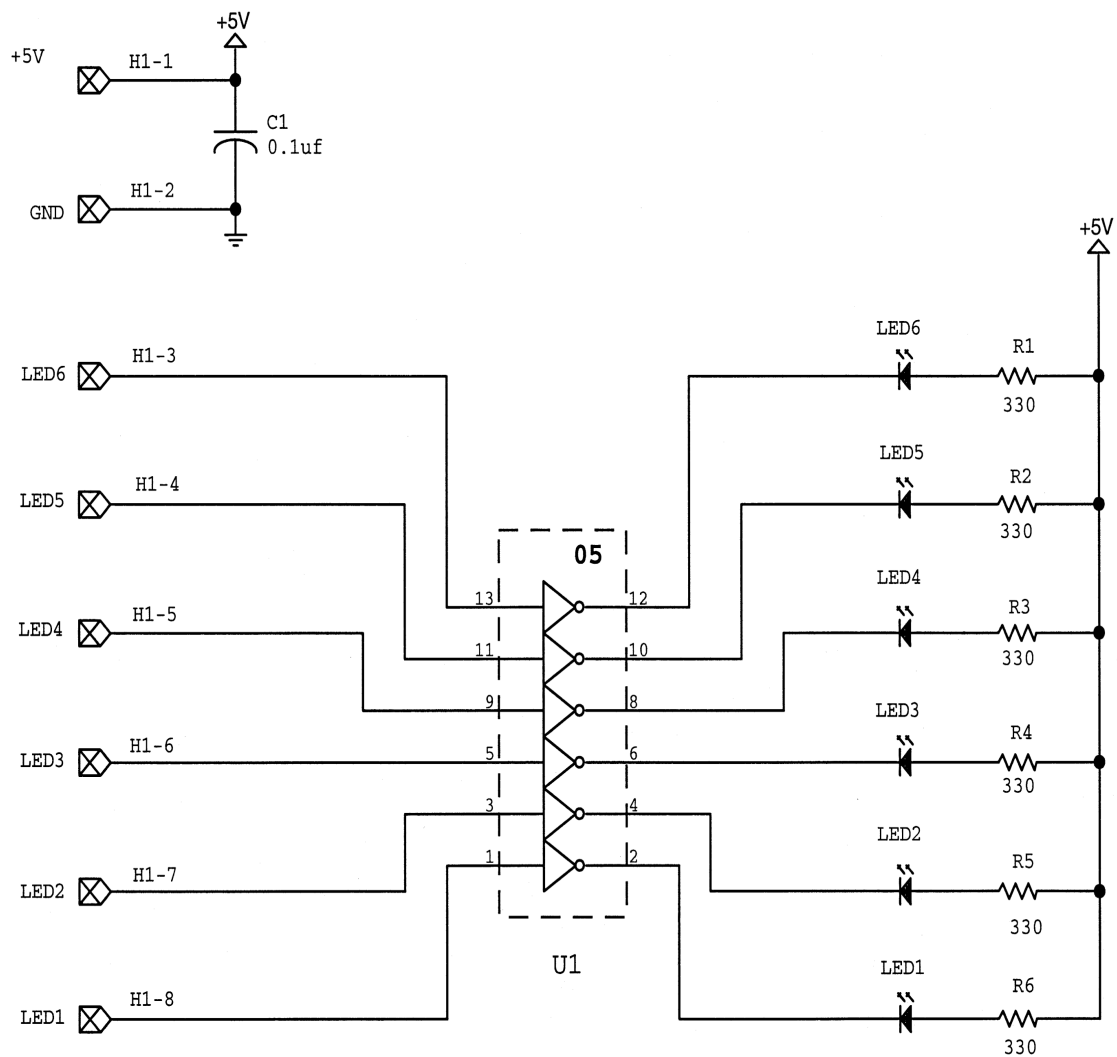 +5V
+5V
H1-1
C1
0.1uf
H1-2
GND
+5V
LED6
H1-3
LED6
R1
330
LED5
H1-4
LED5
R2
330
05
LED4
H1-5
13
12
LED4
R3
330
11
10
9
8
LED3
H1-6
5
6
LED3
R4
330
3
4
LED2
H1-7
1
2
LED2
R5
330
U1
LED1
H1-8
LED1
R6
330